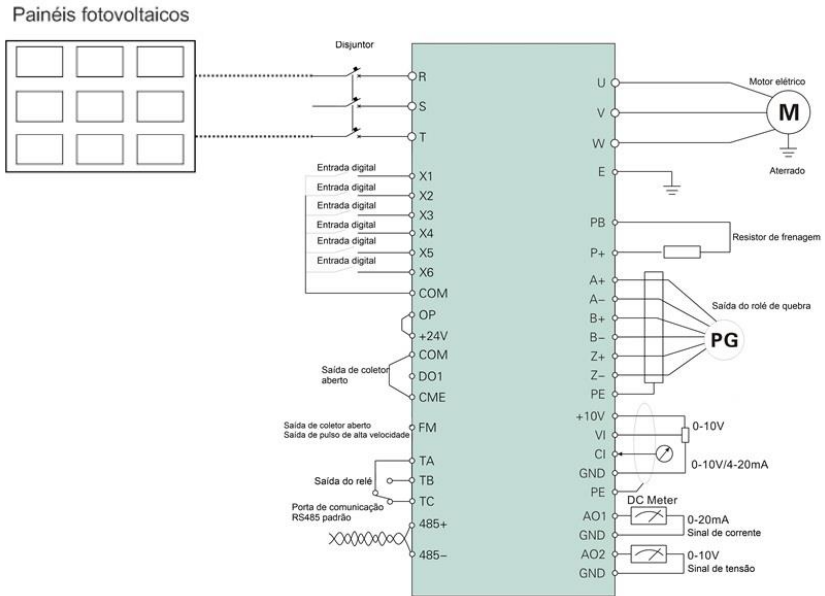 Painéis fotovoltaicos
Disjuntor
R
S
T
Entrada digital
X1
Entrada digital
X2
Entrada digital
X3
Entrada digital
X4
Entrada digital
X5
Entrada digital
X6
COM
OP
+24V
COM
Saída de coletor
aberto
DO1
CME
Saída de coletor aberto
Saída de pulso de alta velocidade
FM
TA
Saída do relé
TB
TC
Porta de comunicação
RS485 padrão
485+
485−
U
V
W
Motor elétrico
M
Aterrado
E
PB
P+
Resistor de frenagem
A+
A−
B+
B−
Z+
Z−
PE
Saída do rolé de quebra
PG
+10V
VI
CI
GND
PE
0-10V
0-10V/4-20mA
DC Meter
AO1
GND
0-20mA
Sinal de corrente
AO2
GND
0-10V
Sinal de tensão